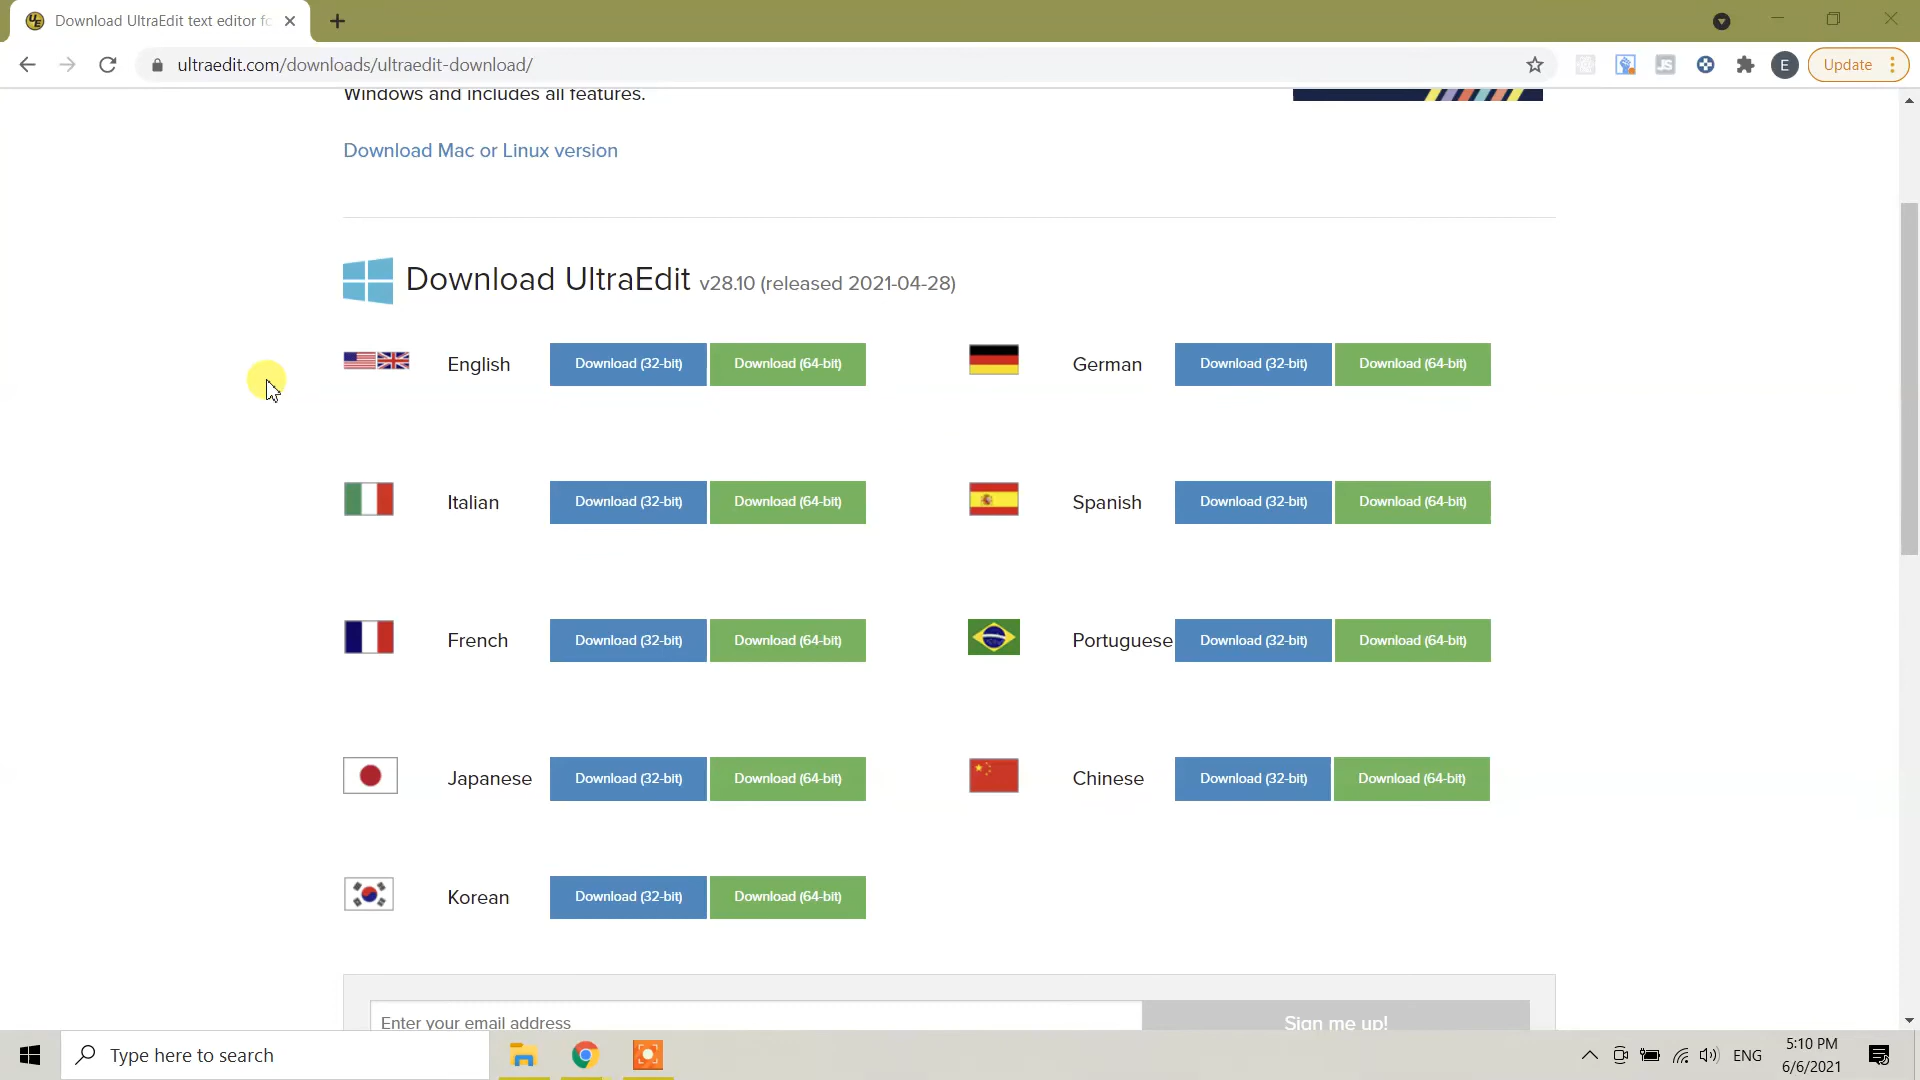 Download UltraEdit text editor fo
ultraedit.com/downloads/ultraedit-download/
JS
E
Update
Windows and includes all features.
Download Mac or Linux version
Download UltraEdit v28.10 (released 2021-04-28)
English Download (32-bit) Download (64-bit) German Download (32-bit) Download (64-bit)
Italian Download (32-bit) Download (64-bit) Spanish Download (32-bit) Download (64-bit)
French Download (32-bit) Download (64-bit) Portuguese Download (32-bit) Download (64-bit)
Japanese Download (32-bit) Download (64-bit) Chinese Download (32-bit) Download (64-bit)
Korean Download (32-bit) Download (64-bit)
Enter your email address Sign me up!
Type here to search
ENG
5:10 PM
6/6/2021